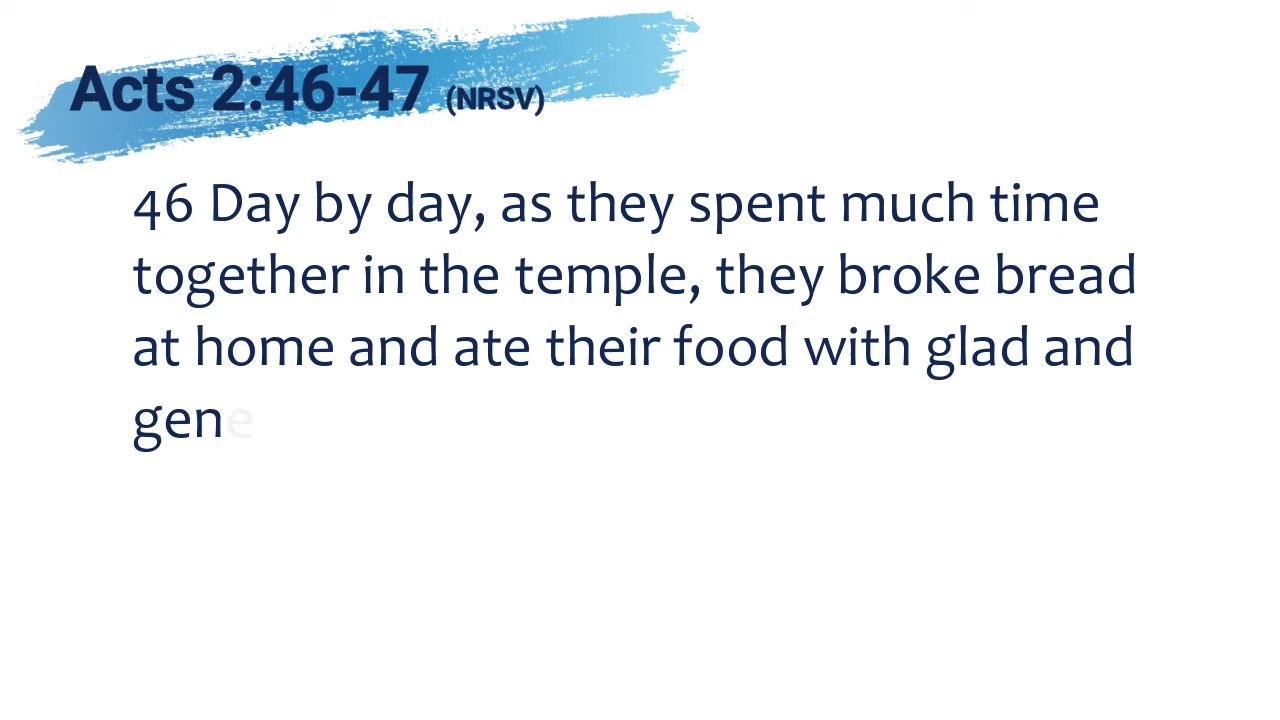 Acts 2:46-47 (NRSV)
46 Day by day, as they spent much time
together in the temple, they broke bread
at home and ate their food with glad and
gene